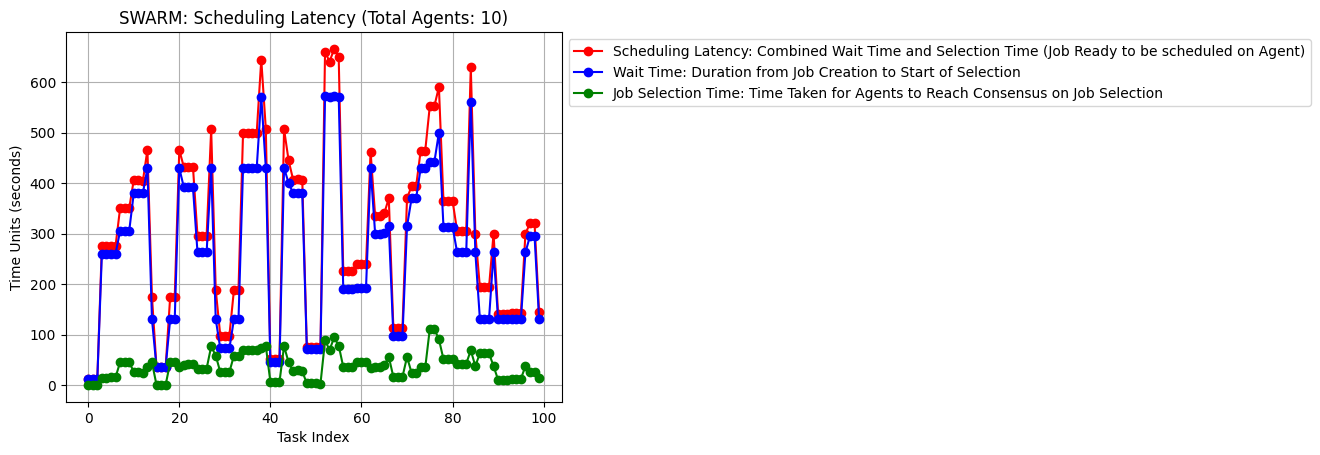 SWARM: Scheduling Latency (Total Agents: 10)
Scheduling Latency: Combined Wait Time and Selection Time (Job Ready to be scheduled on Agent)
Wait Time: Duration from Job Creation to Start of Selection
Job Selection Time: Time Taken for Agents to Reach Consensus on Job Selection
Time Units (seconds)
600
500
400
300
200
100
0
0 20 40 60 80 100
Task Index